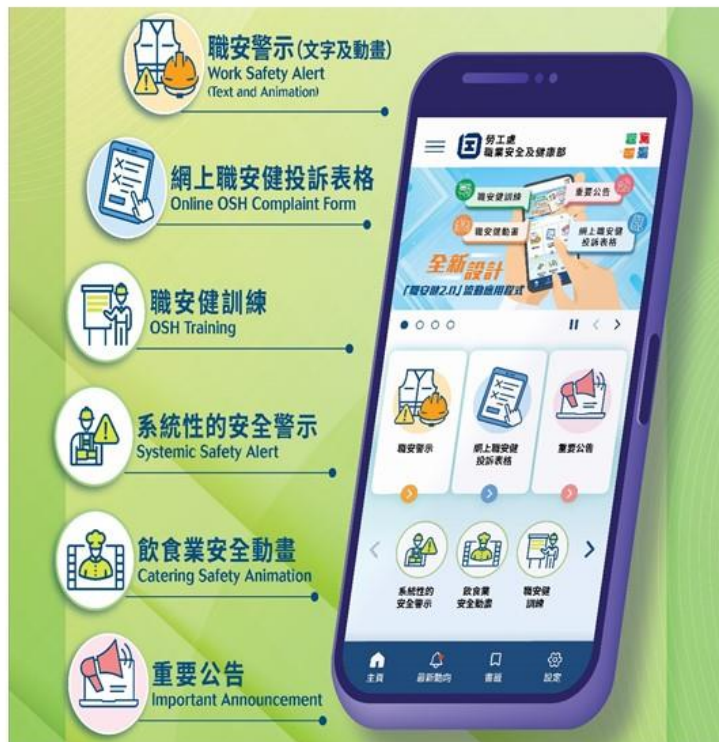 職安警示(文字及動畫)
Work Safety Alert
(Text and Animation)
網上職安健投訴表格
Online OSH Complaint Form
職安健訓練
OSH Training
系統性的安全警示
Systemic Safety Alert
飲食業安全動畫
Catering Safety Animation
重要公告
Important Announcement
勞工處
職業安全及健康部
職安健訓練
重要公告
職安健動畫
網上職安健
投訴表格
全新設計
「職安健2.0」流動應用程式
職安警示
網上職安健
投訴表格
重要公告
系統性的
安全警示
飲食業
安全動畫
職安健
訓練
主頁
最新動向
書籤
設定